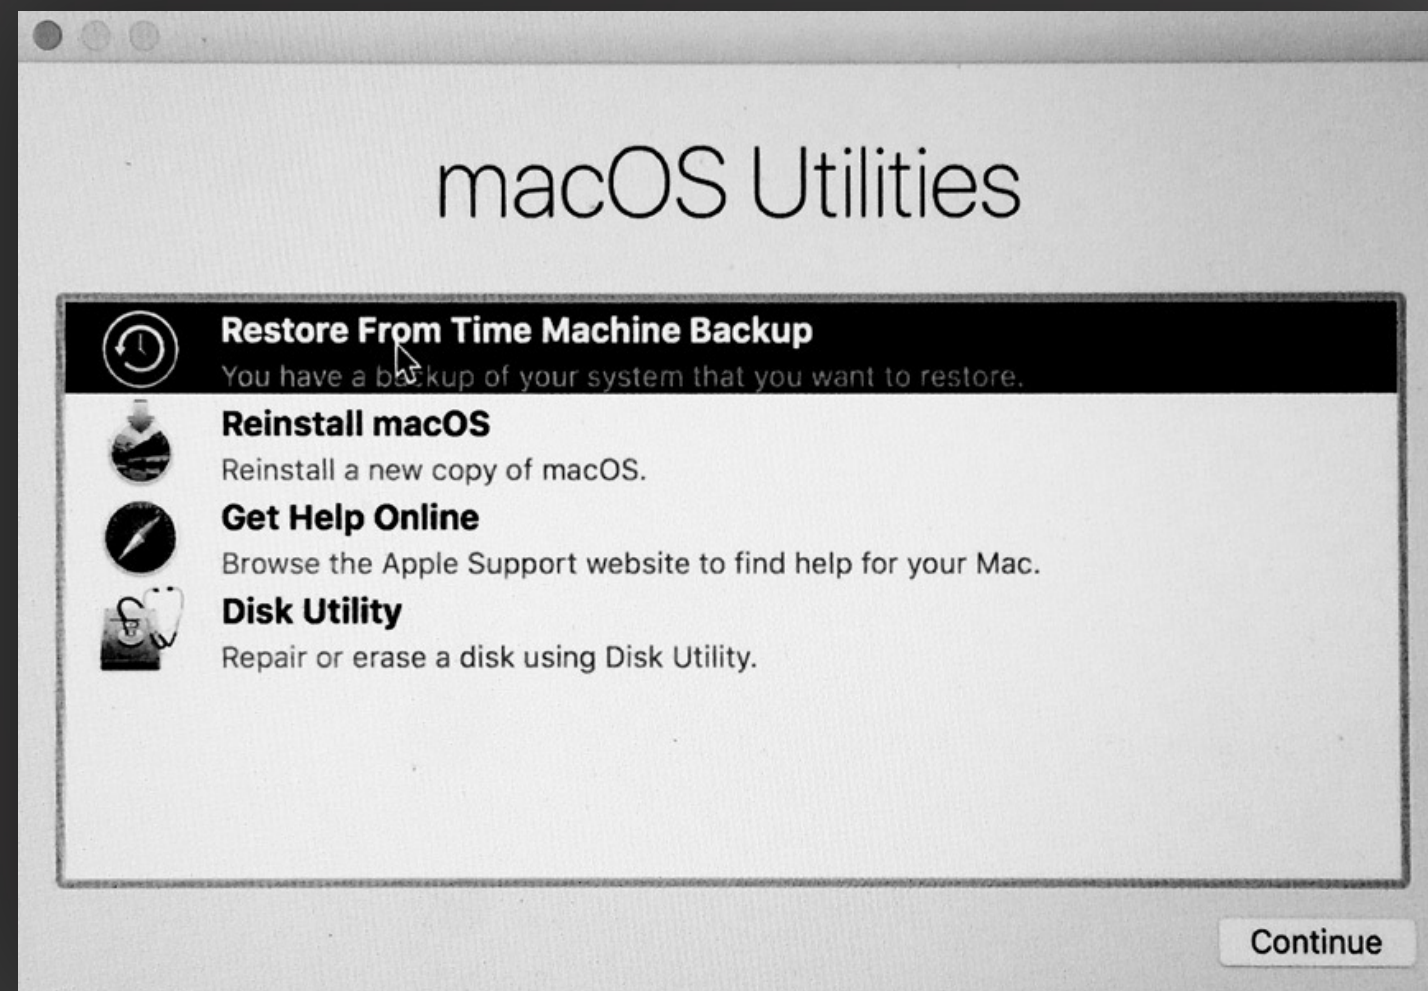 macOS Utilities
Restore From Time Machine Backup
You have a backup of your system that you want to restore.
Reinstall macOS
Reinstall a new copy of macOS.
Get Help Online
Browse the Apple Support website to find help for your Mac.
Disk Utility
Repair or erase a disk using Disk Utility.
Continue